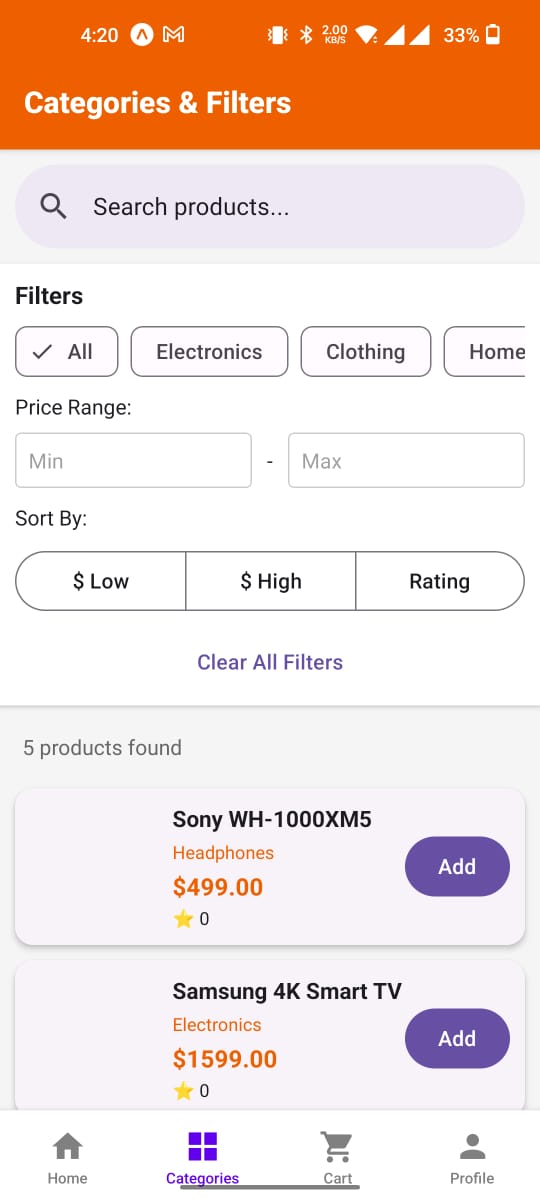 4:20 2.00 KB/S 33%
Categories & Filters
Search products...
Filters
All Electronics Clothing Home
Price Range:
Min - Max
Sort By:
$ Low $ High Rating
Clear All Filters
5 products found
Sony WH-1000XM5
Headphones
Add
$499.00
⭐ 0
Samsung 4K Smart TV
Electronics
Add
$1599.00
⭐ 0
Home Categories Cart Profile